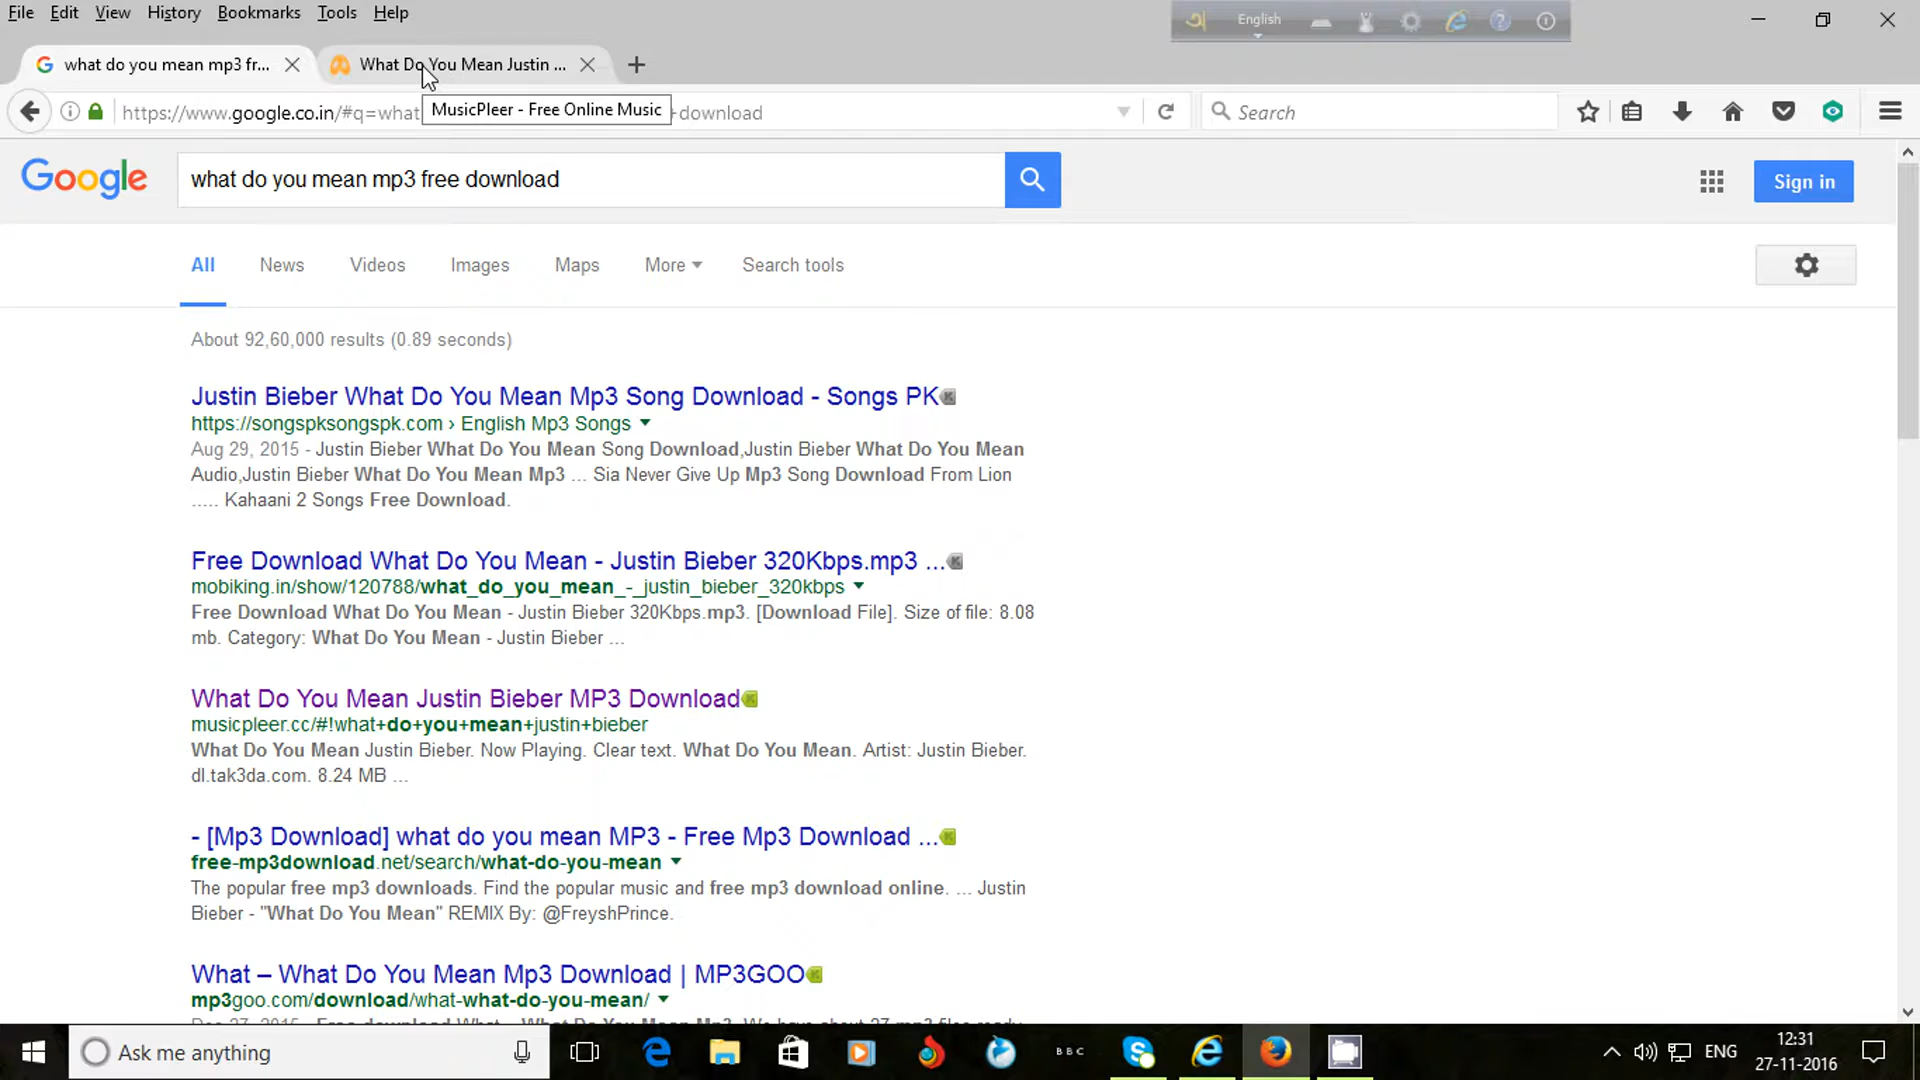 File Edit View History Bookmarks Tools Help
English
what do you mean mp3 fr...
What Do You Mean Justin ...
https://www.google.co.in/#q=what
+download
Search
MusicPleer - Free Online Music
Google
what do you mean mp3 free download
Sign in
All News Videos Images Maps More Search tools
About 92,60,000 results (0.89 seconds)
Justin Bieber What Do You Mean Mp3 Song Download - Songs PK
https://songspksongspk.com › English Mp3 Songs
Aug 29, 2015 - Justin Bieber What Do You Mean Song Download,Justin Bieber What Do You Mean
Audio,Justin Bieber What Do You Mean Mp3 ... Sia Never Give Up Mp3 Song Download From Lion
..... Kahaani 2 Songs Free Download.
Free Download What Do You Mean - Justin Bieber 320Kbps.mp3 ...
mobiking.in/show/120788/what_do_you_mean_-_justin_bieber_320kbps
Free Download What Do You Mean - Justin Bieber 320Kbps.mp3. [Download File]. Size of file: 8.08
mb. Category: What Do You Mean - Justin Bieber ...
What Do You Mean Justin Bieber MP3 Download
musicpleer.cc/#!what+do+you+mean+justin+bieber
What Do You Mean Justin Bieber. Now Playing. Clear text. What Do You Mean. Artist: Justin Bieber.
dl.tak3da.com. 8.24 MB ...
- [Mp3 Download] what do you mean MP3 - Free Mp3 Download ...
free-mp3download.net/search/what-do-you-mean
The popular free mp3 downloads. Find the popular music and free mp3 download online. ... Justin
Bieber - "What Do You Mean" REMIX By: @FreyshPrince.
What – What Do You Mean Mp3 Download | MP3GOO
mp3goo.com/download/what-what-do-you-mean/
Ask me anything
BBC
ENG
12:31
27-11-2016